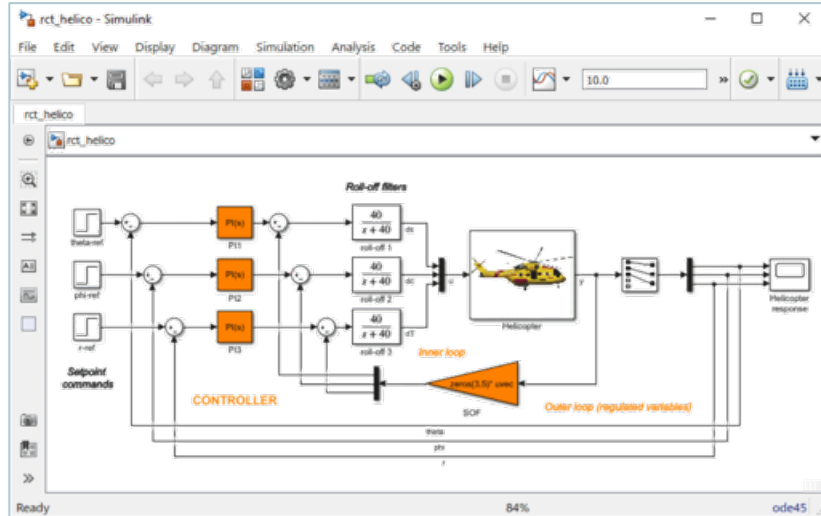 rct_helico - Simulink
File Edit View Display Diagram Simulation Analysis Code Tools Help
10.0
rct_helico
rct_helico
Roll-off filters
theta-ref
PI(s)
PI1
40
s + 40
roll-off 1
ds
phi-ref
PI(s)
PI2
40
s + 40
roll-off 2
dc
u
Helicopter
y
Helicopter
response
r-ref
PI(s)
PI3
40
s + 40
roll-off 3
dT
Setpoint
commands
CONTROLLER
Inner loop
zeros(3,5)* uvec
SOF
Outer loop (regulated variables)
theta
phi
r
Ready
84%
ode45